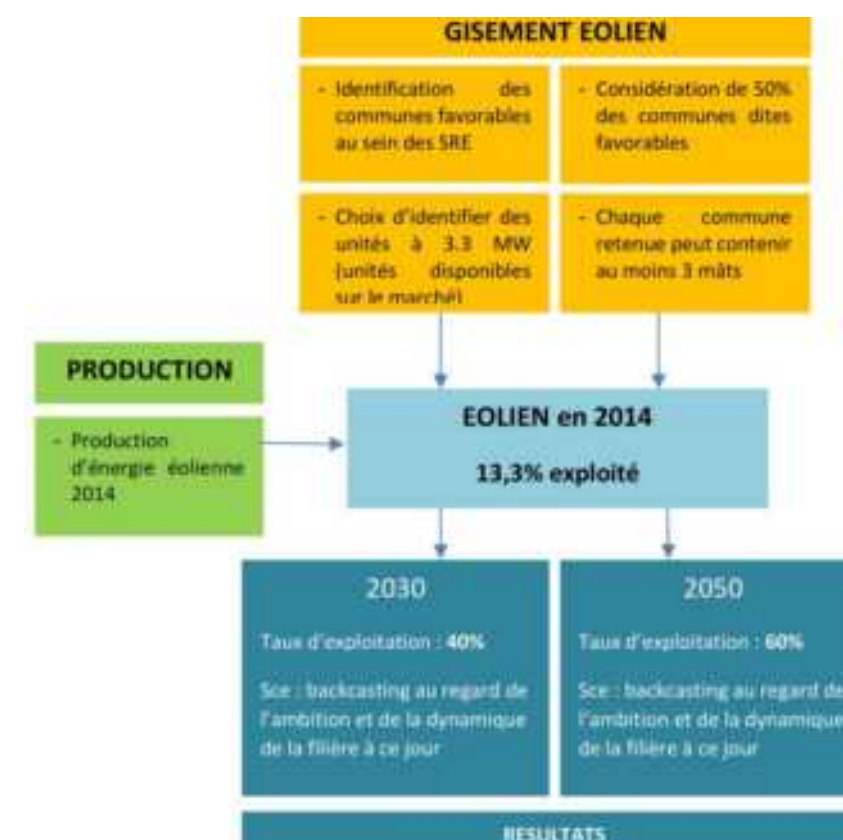 GISEMENT EOLIEN
- Identification des
communes favorables
au sein des SRE
- Considération de 50%
des communes dites
favorables
- Choix d'identifier des
unités à 3.3 MW
(unités disponibles
sur le marché)
- Chaque commune
retenue peut contenir
au moins 3 mâts
PRODUCTION
- Production
d'énergie éolienne
2014
EOLIEN en 2014
13,3% exploité
2030
Taux d'exploitation : 40%
Sce : backcasting au regard de
l'ambition et de la dynamique
de la filière à ce jour
2050
Taux d'exploitation : 60%
Sce : backcasting au regard de
l'ambition et de la dynamique
de la filière à ce jour
RESULTATS